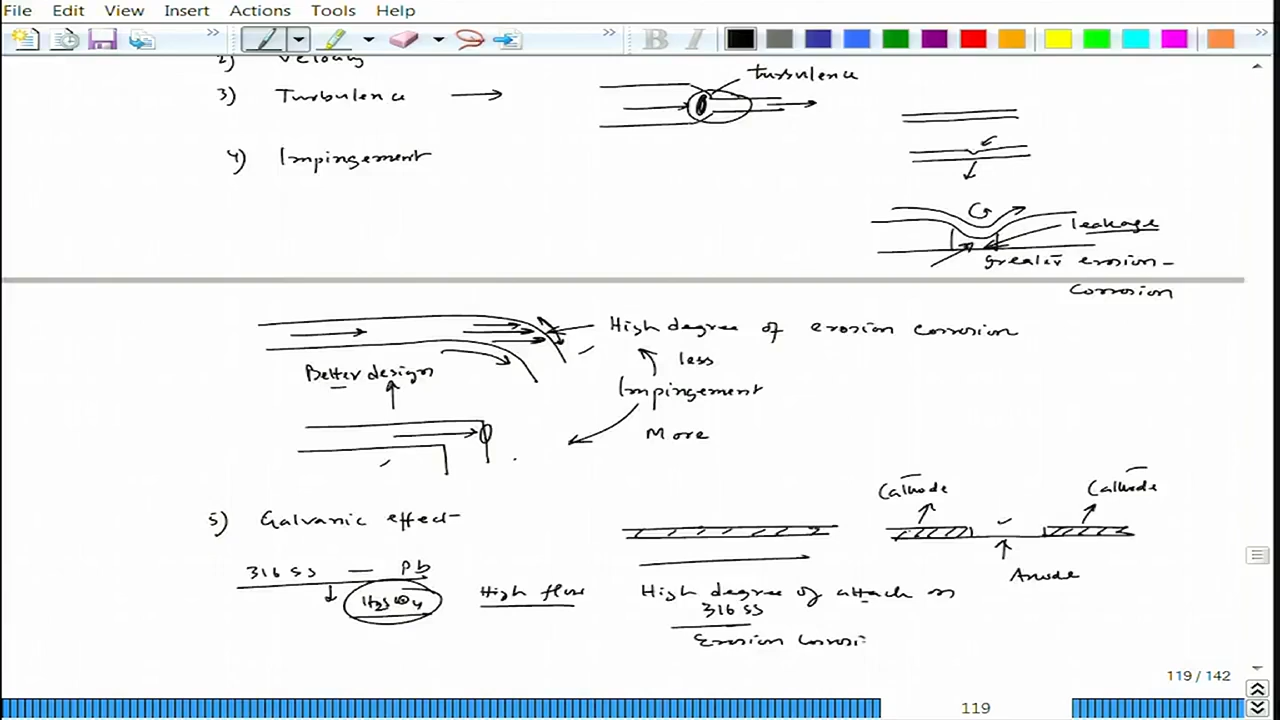 File Edit View Insert Actions Tools Help
2) Velocity
3) Turbulence
turbulence
4) Impingement
leakage
greater erosion-
corrosion
High degree of erosion corrosion
less
Better design
Impingement
More
5) Galvanic effect
Cathode
Cathode
Anode
316 SS — Pb
H2SO4
High flow
High degree of attack on
316 SS
Erosion Corrosi
119 / 142
119